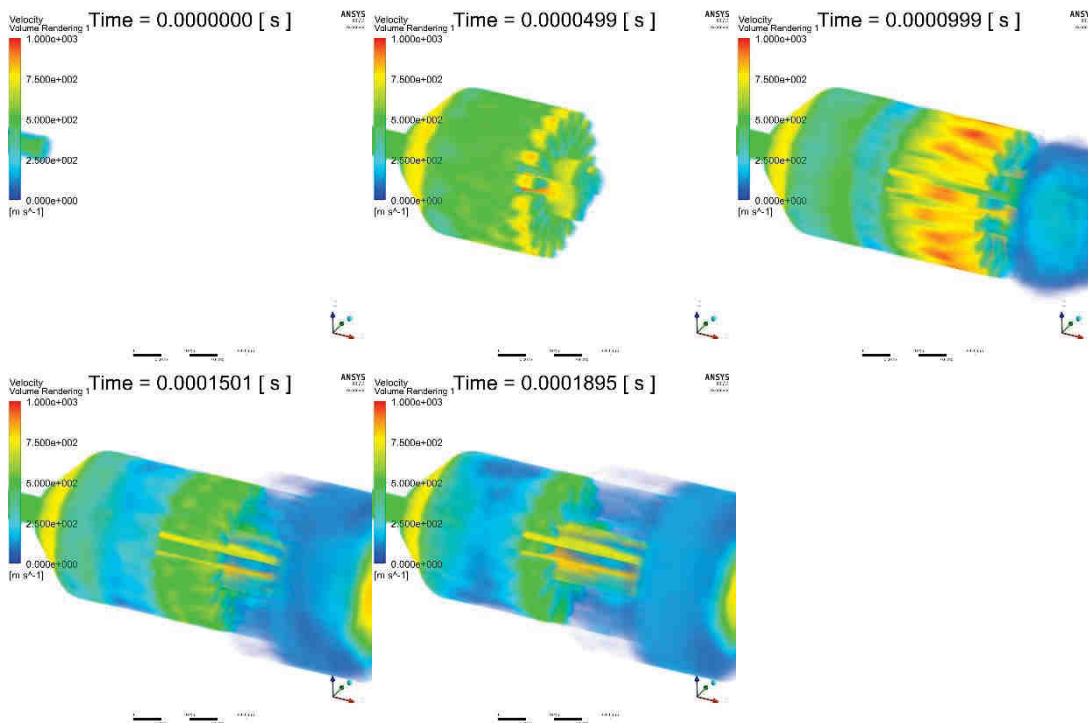 Velocity
Volume Rendering 1
Time = 0.0000000 [ s ]
ANSYS
1.000e+003
7.500e+002
5.000e+002
2.500e+002
0.000e+000
[m s^-1]
Velocity
Volume Rendering 1
Time = 0.0000499 [ s ]
ANSYS
1.000e+003
7.500e+002
5.000e+002
2.500e+002
0.000e+000
[m s^-1]
Velocity
Volume Rendering 1
Time = 0.0000999 [ s ]
ANSYS
1.000e+003
7.500e+002
5.000e+002
2.500e+002
0.000e+000
[m s^-1]
Velocity
Volume Rendering 1
Time = 0.0001501 [ s ]
ANSYS
1.000e+003
7.500e+002
5.000e+002
2.500e+002
0.000e+000
[m s^-1]
Velocity
Volume Rendering 1
Time = 0.0001895 [ s ]
ANSYS
1.000e+003
7.500e+002
5.000e+002
2.500e+002
0.000e+000
[m s^-1]